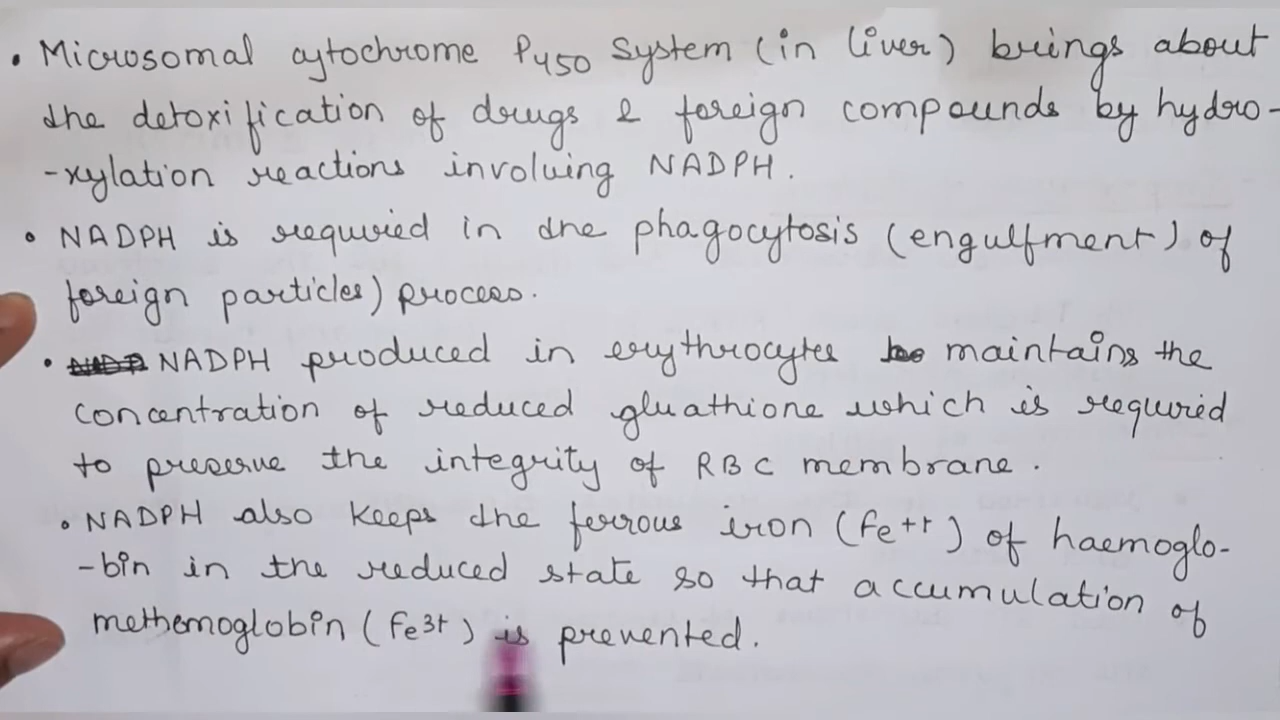 • Microsomal cytochrome P450 System (in liver) brings about
the detoxification of drugs & foreign compounds by hydro-
-xylation reactions involving NADPH.
• NADPH is requried in the phagocytosis (engulfment) of
foreign particles) process.
• NADPH produced in erythrocytes maintains the
concentration of reduced gluathione which is requried
to preserve the integrity of RBC membrane.
• NADPH also keeps the ferrous iron (Fe++) of haemoglo-
-bin in the reduced state so that accumulation of
methemoglobin (Fe3+) is prevented.